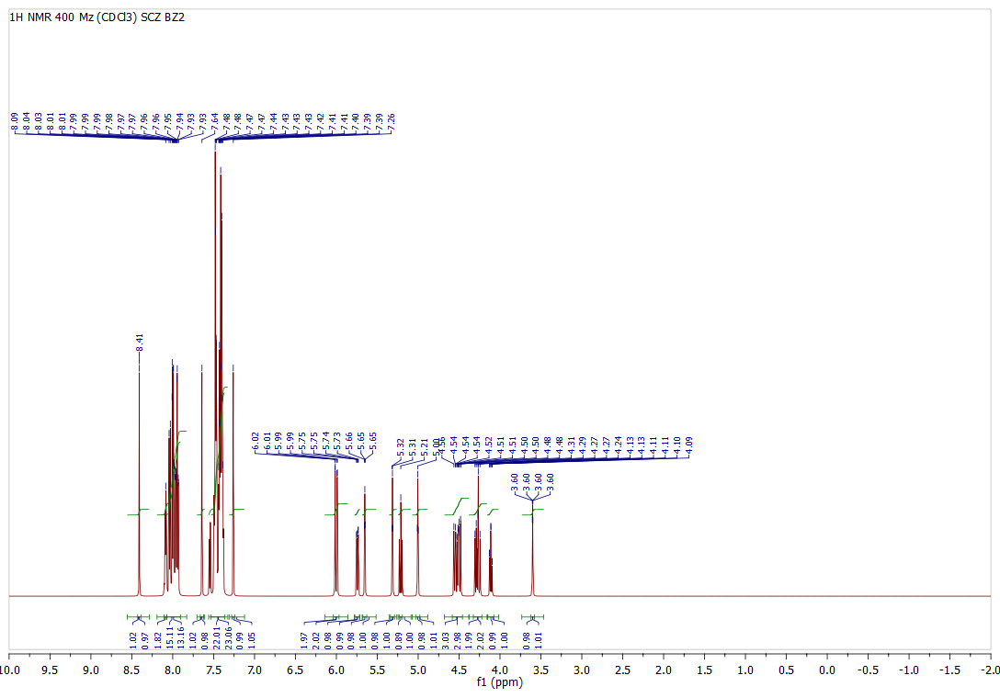 1H NMR 400 Mz (CDCl3) SCZ BZ2
8.09 8.04 8.03 8.01 8.01 7.99 7.99 7.99 7.98 7.97 7.97 7.96 7.96 7.95 7.94 7.93 7.93 7.64 7.48 7.48 7.47 7.47 7.44 7.43 7.43 7.43 7.42 7.41 7.41 7.40 7.39 7.39 7.26
8.41
6.02 6.01 5.99 5.99 5.75 5.75 5.74 5.73 5.66 5.65 5.65 5.32 5.31 5.21 5.00 4.56 4.54 4.54 4.54 4.52 4.51 4.51 4.50 4.50 4.48 4.48 4.31 4.29 4.27 4.27 4.24 4.13 4.13 4.11 4.11 4.10 4.09
3.60 3.60 3.60 3.60
1.02 0.97 1.82 15.11 13.16 1.02 0.98 22.01 23.06 0.99 1.05 1.97 2.02 0.98 0.99 0.98 1.00 0.98 1.00 0.89 1.00 0.98 1.01 3.03 2.98 1.99 2.02 0.99 1.00 0.98 1.01
10.0 9.5 9.0 8.5 8.0 7.5 7.0 6.5 6.0 5.5 5.0 4.5 4.0 3.5 3.0 2.5 2.0 1.5 1.0 0.5 0.0 -0.5 -1.0 -1.5 -2.0
f1 (ppm)